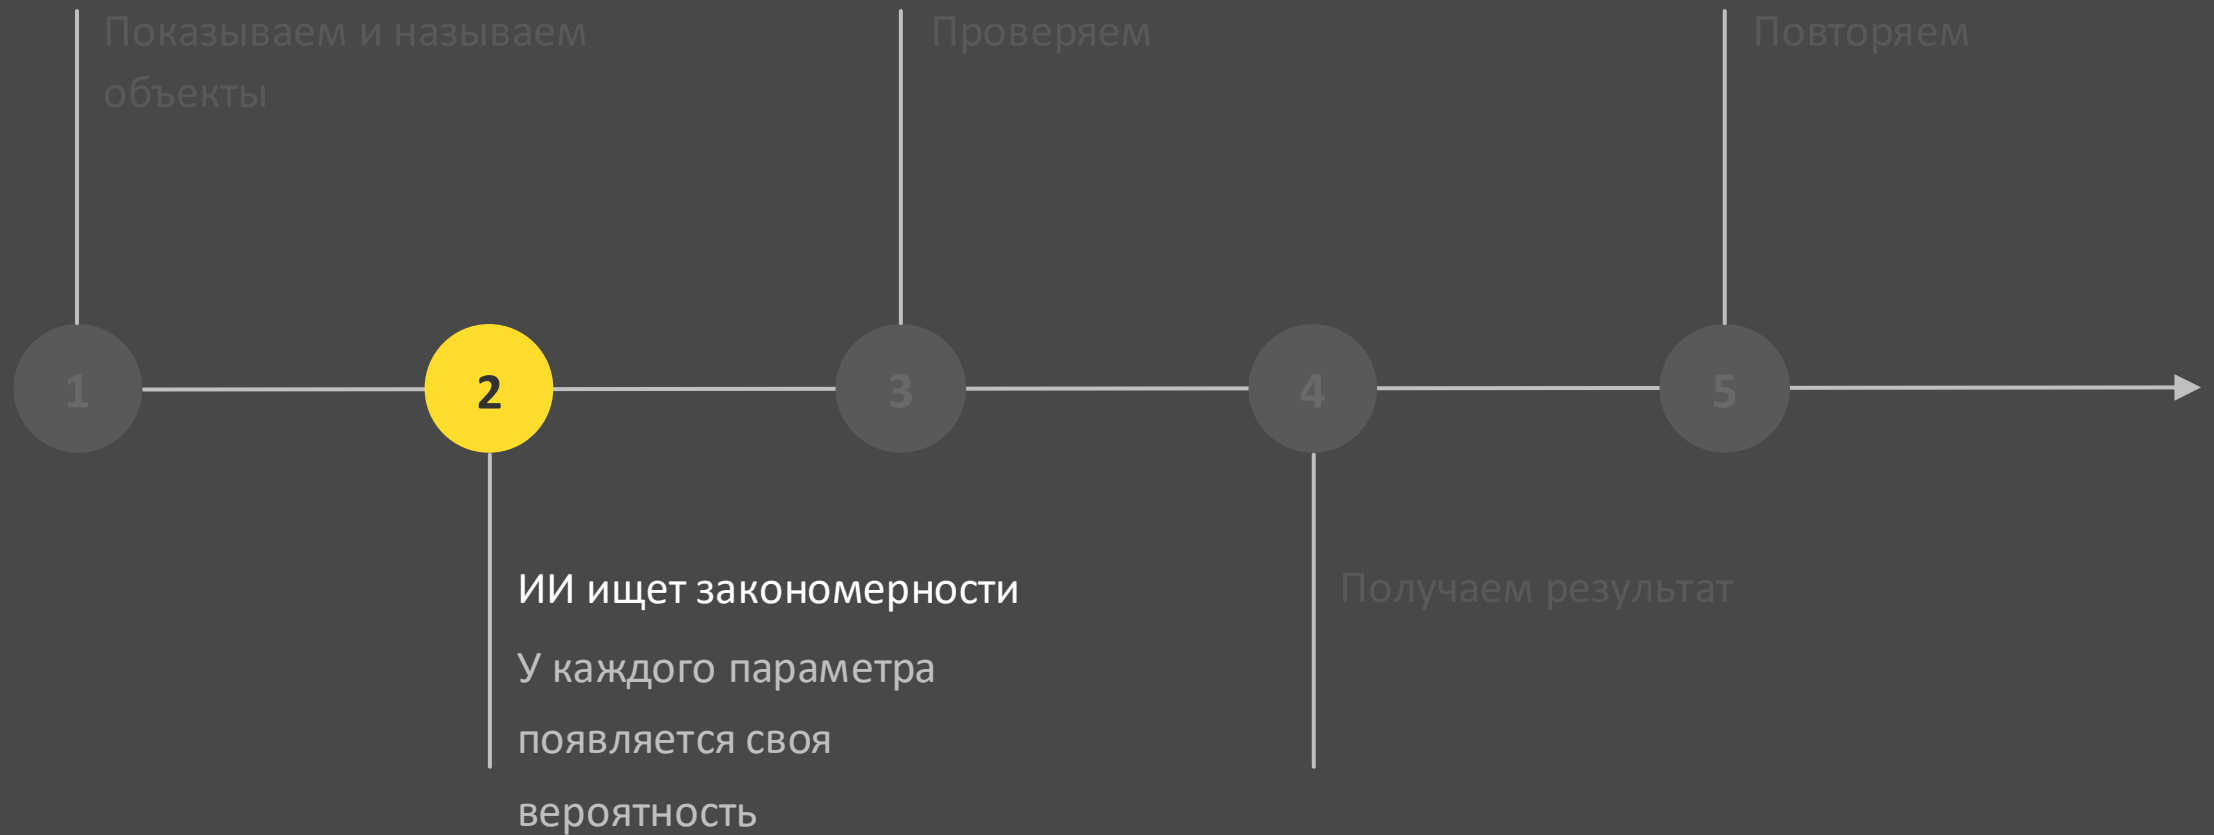 Показываем и называем
объекты
Проверяем
Повторяем
1
2
3
4
5
ИИ ищет закономерности
У каждого параметра
появляется своя
вероятность
Получаем результат